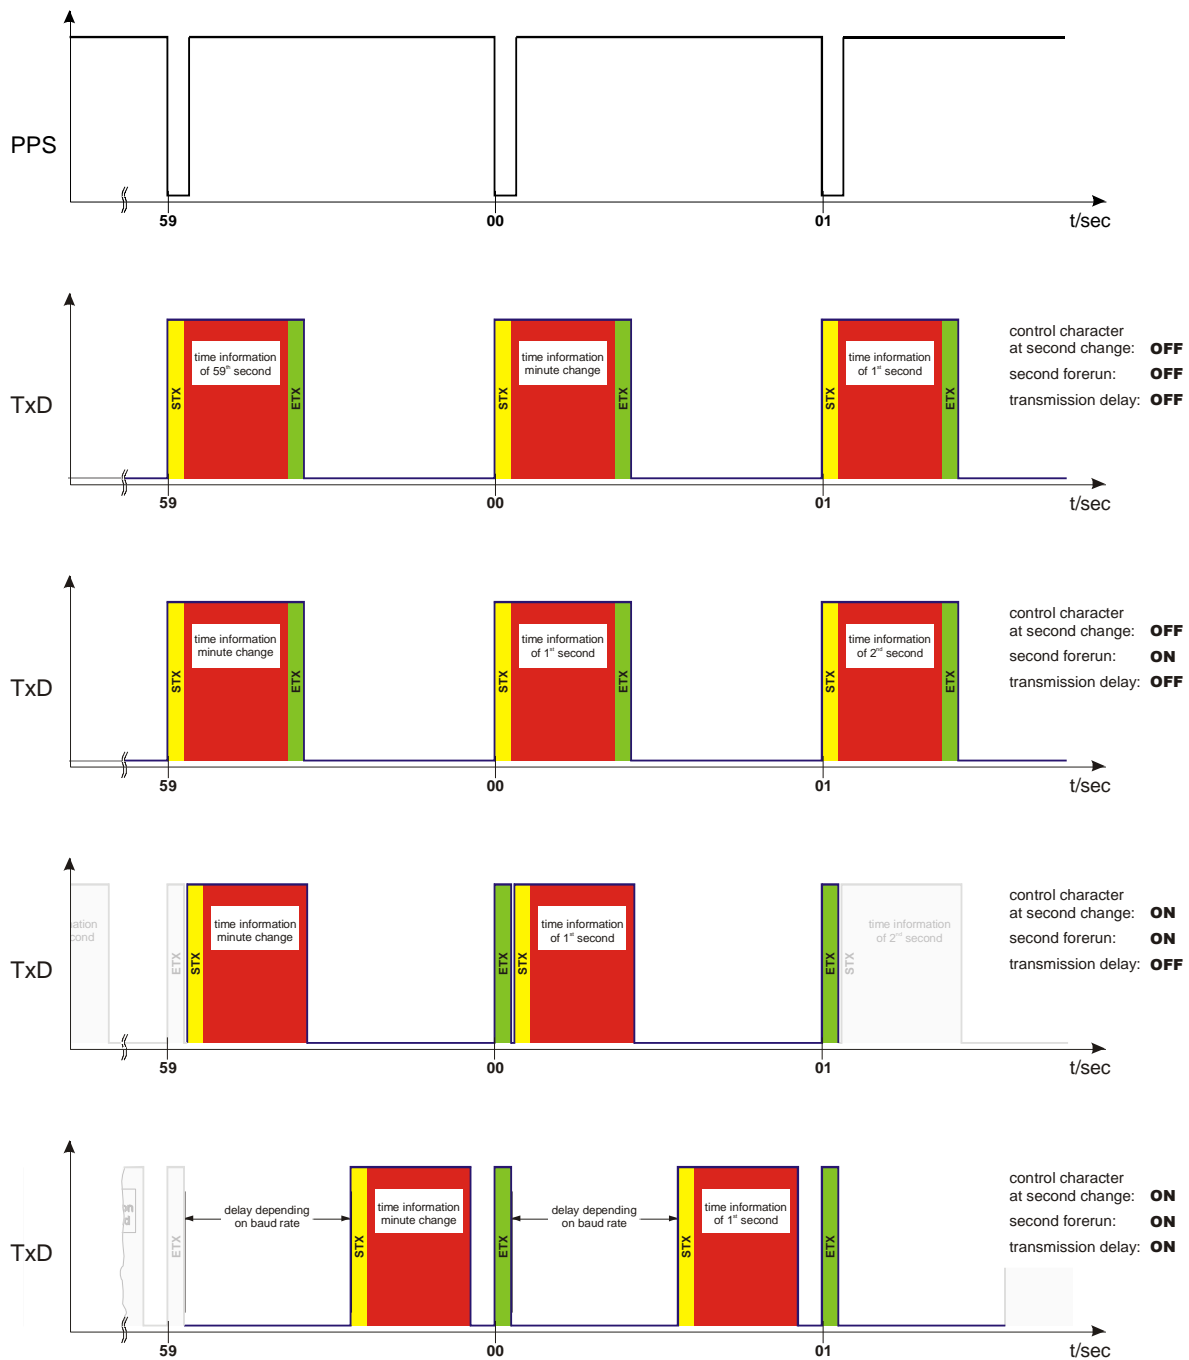 PPS
59
00
01
t/sec
TxD
STX
time information
of 59th second
ETX
STX
time information
minute change
ETX
STX
time information
of 1st second
ETX
control character
at second change: OFF
second forerun: OFF
transmission delay: OFF
59
00
01
t/sec
TxD
STX
time information
minute change
ETX
STX
time information
of 1st second
ETX
STX
time information
of 2nd second
ETX
control character
at second change: OFF
second forerun: ON
transmission delay: OFF
59
00
01
t/sec
TxD
ation
cond
ETX
STX
time information
minute change
ETX
STX
time information
of 1st second
ETX
STX
time information
of 2nd second
control character
at second change: ON
second forerun: ON
transmission delay: OFF
59
00
01
t/sec
TxD
ETX
delay depending
on baud rate
STX
time information
minute change
ETX
delay depending
on baud rate
STX
time information
of 1st second
ETX
control character
at second change: ON
second forerun: ON
transmission delay: ON
59
00
01
t/sec